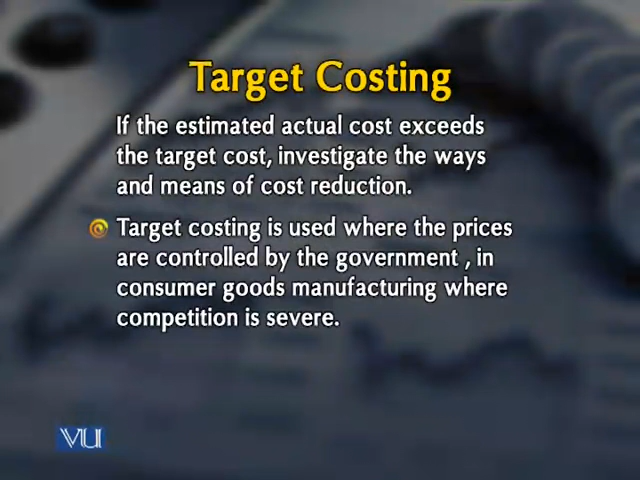 Target Costing
If the estimated actual cost exceeds
the target cost, investigate the ways
and means of cost reduction.
Target costing is used where the prices
are controlled by the government , in
consumer goods manufacturing where
competition is severe.
VU